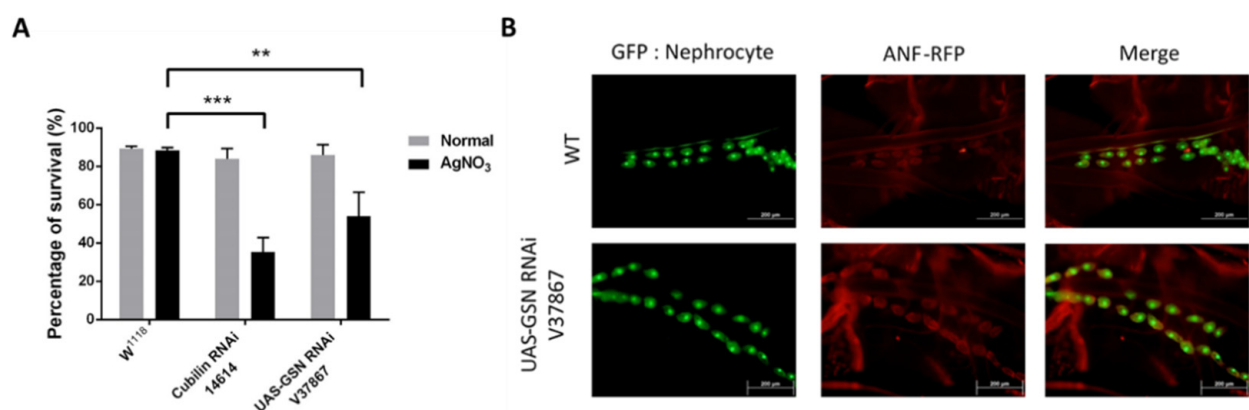 A
**
***
Percentage of survival (%)
100
80
60
40
20
0
Normal
AgNO3
W1118
Cubilin RNAi
14614
UAS-GSN RNAi
V37867
B
GFP : Nephrocyte
ANF-RFP
Merge
WT
200 μm
200 μm
200 μm
UAS-GSN RNAi
V37867
200 μm
200 μm
200 μm